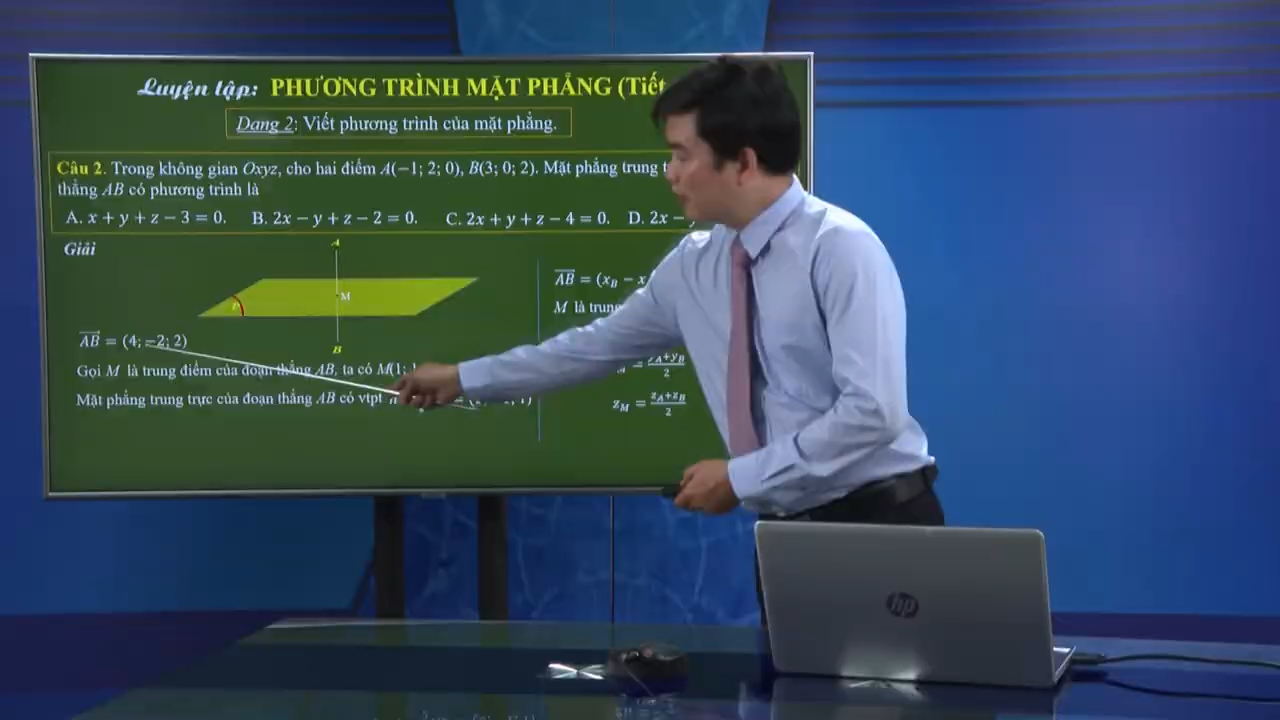 Luyện tập: PHƯƠNG TRÌNH MẶT PHẲNG (Tiết
Dạng 2: Viết phương trình của mặt phẳng.
Câu 2. Trong không gian Oxyz, cho hai điểm A(−1; 2; 0), B(3; 0; 2). Mặt phẳng trung
thẳng AB có phương trình là
A. x + y + z − 3 = 0. B. 2x − y + z − 2 = 0. C. 2x + y + z − 4 = 0. D. 2x −
Giải
A
M
P
B
AB = (4; −2; 2)
Gọi M là trung điểm của đoạn thẳng AB, ta có M(1;
Mặt phẳng trung trực của đoạn thẳng AB có vtpt
AB = (x_B −
M là trung
= y_A+y_B / 2
z_M = z_A+z_B / 2
hp